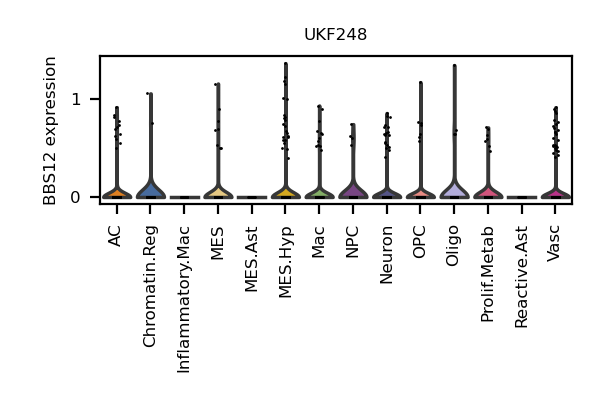 UKF248
BBS12 expression
1
0
AC
Chromatin.Reg
Inflammatory.Mac
MES
MES.Ast
MES.Hyp
Mac
NPC
Neuron
OPC
Oligo
Prolif.Metab
Reactive.Ast
Vasc